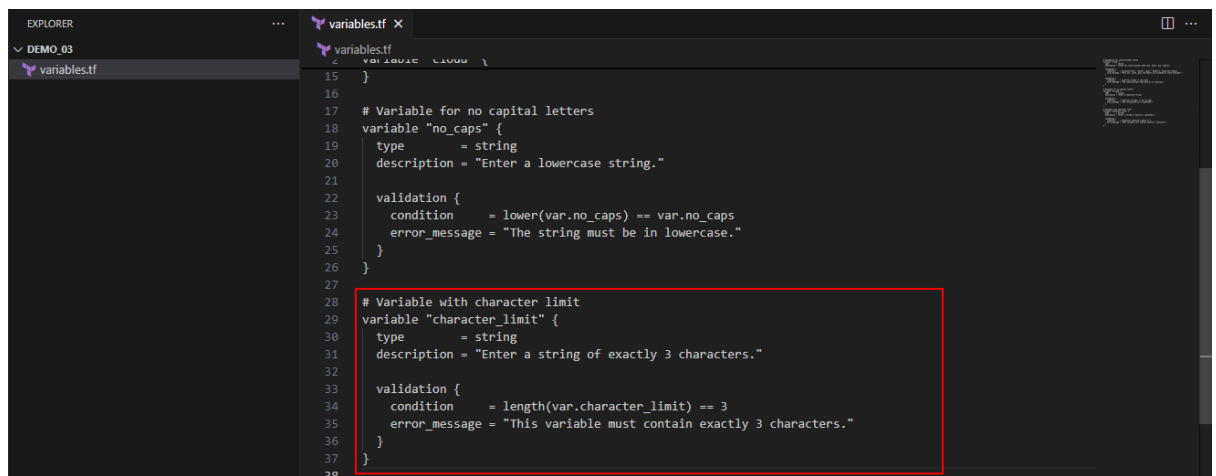 EXPLORER
DEMO_03
variables.tf
variables.tf
variables.tf
2 variable "cloud" {
15 }
16
17 # Variable for no capital letters
18 variable "no_caps" {
19 type = string
20 description = "Enter a lowercase string."
21
22 validation {
23 condition = lower(var.no_caps) == var.no_caps
24 error_message = "The string must be in lowercase."
25 }
26 }
27
28 # Variable with character limit
29 variable "character_limit" {
30 type = string
31 description = "Enter a string of exactly 3 characters."
32
33 validation {
34 condition = length(var.character_limit) == 3
35 error_message = "This variable must contain exactly 3 characters."
36 }
37 }
38